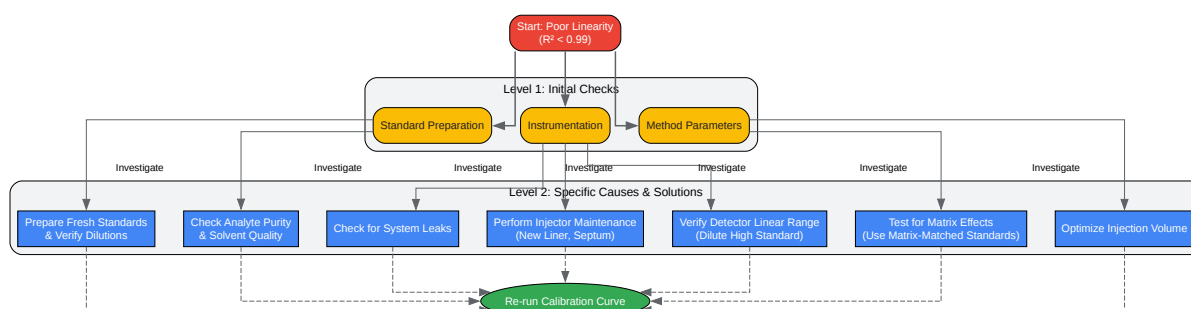 Start: Poor Linearity
(R² < 0.99)
Level 1: Initial Checks
Standard Preparation
Instrumentation
Method Parameters
Investigate
Investigate
Investigate
Investigate
Investigate
Investigate
Investigate
Level 2: Specific Causes & Solutions
Prepare Fresh Standards
& Verify Dilutions
Check Analyte Purity
& Solvent Quality
Check for System Leaks
Perform Injector Maintenance
(New Liner, Septum)
Verify Detector Linear Range
(Dilute High Standard)
Test for Matrix Effects
(Use Matrix-Matched Standards)
Optimize Injection Volume
Re-run Calibration Curve